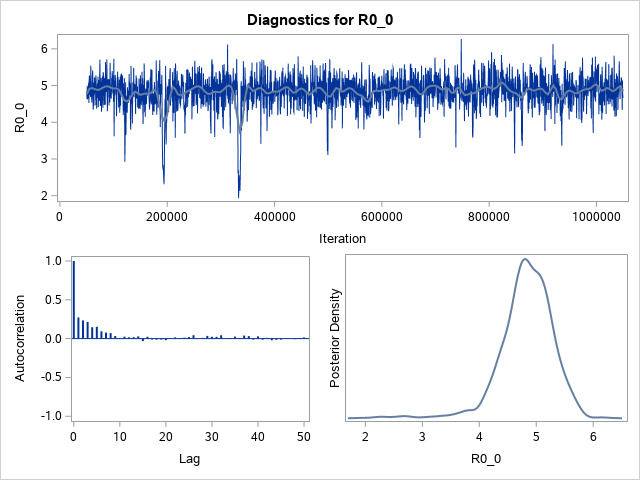 Diagnostics for R0_0
R0_0
6
5
4
3
2
0 200000 400000 600000 800000 1000000
Iteration
Autocorrelation
1.0
0.5
0.0
-0.5
-1.0
0 10 20 30 40 50
Lag
Posterior Density
2 3 4 5 6
R0_0